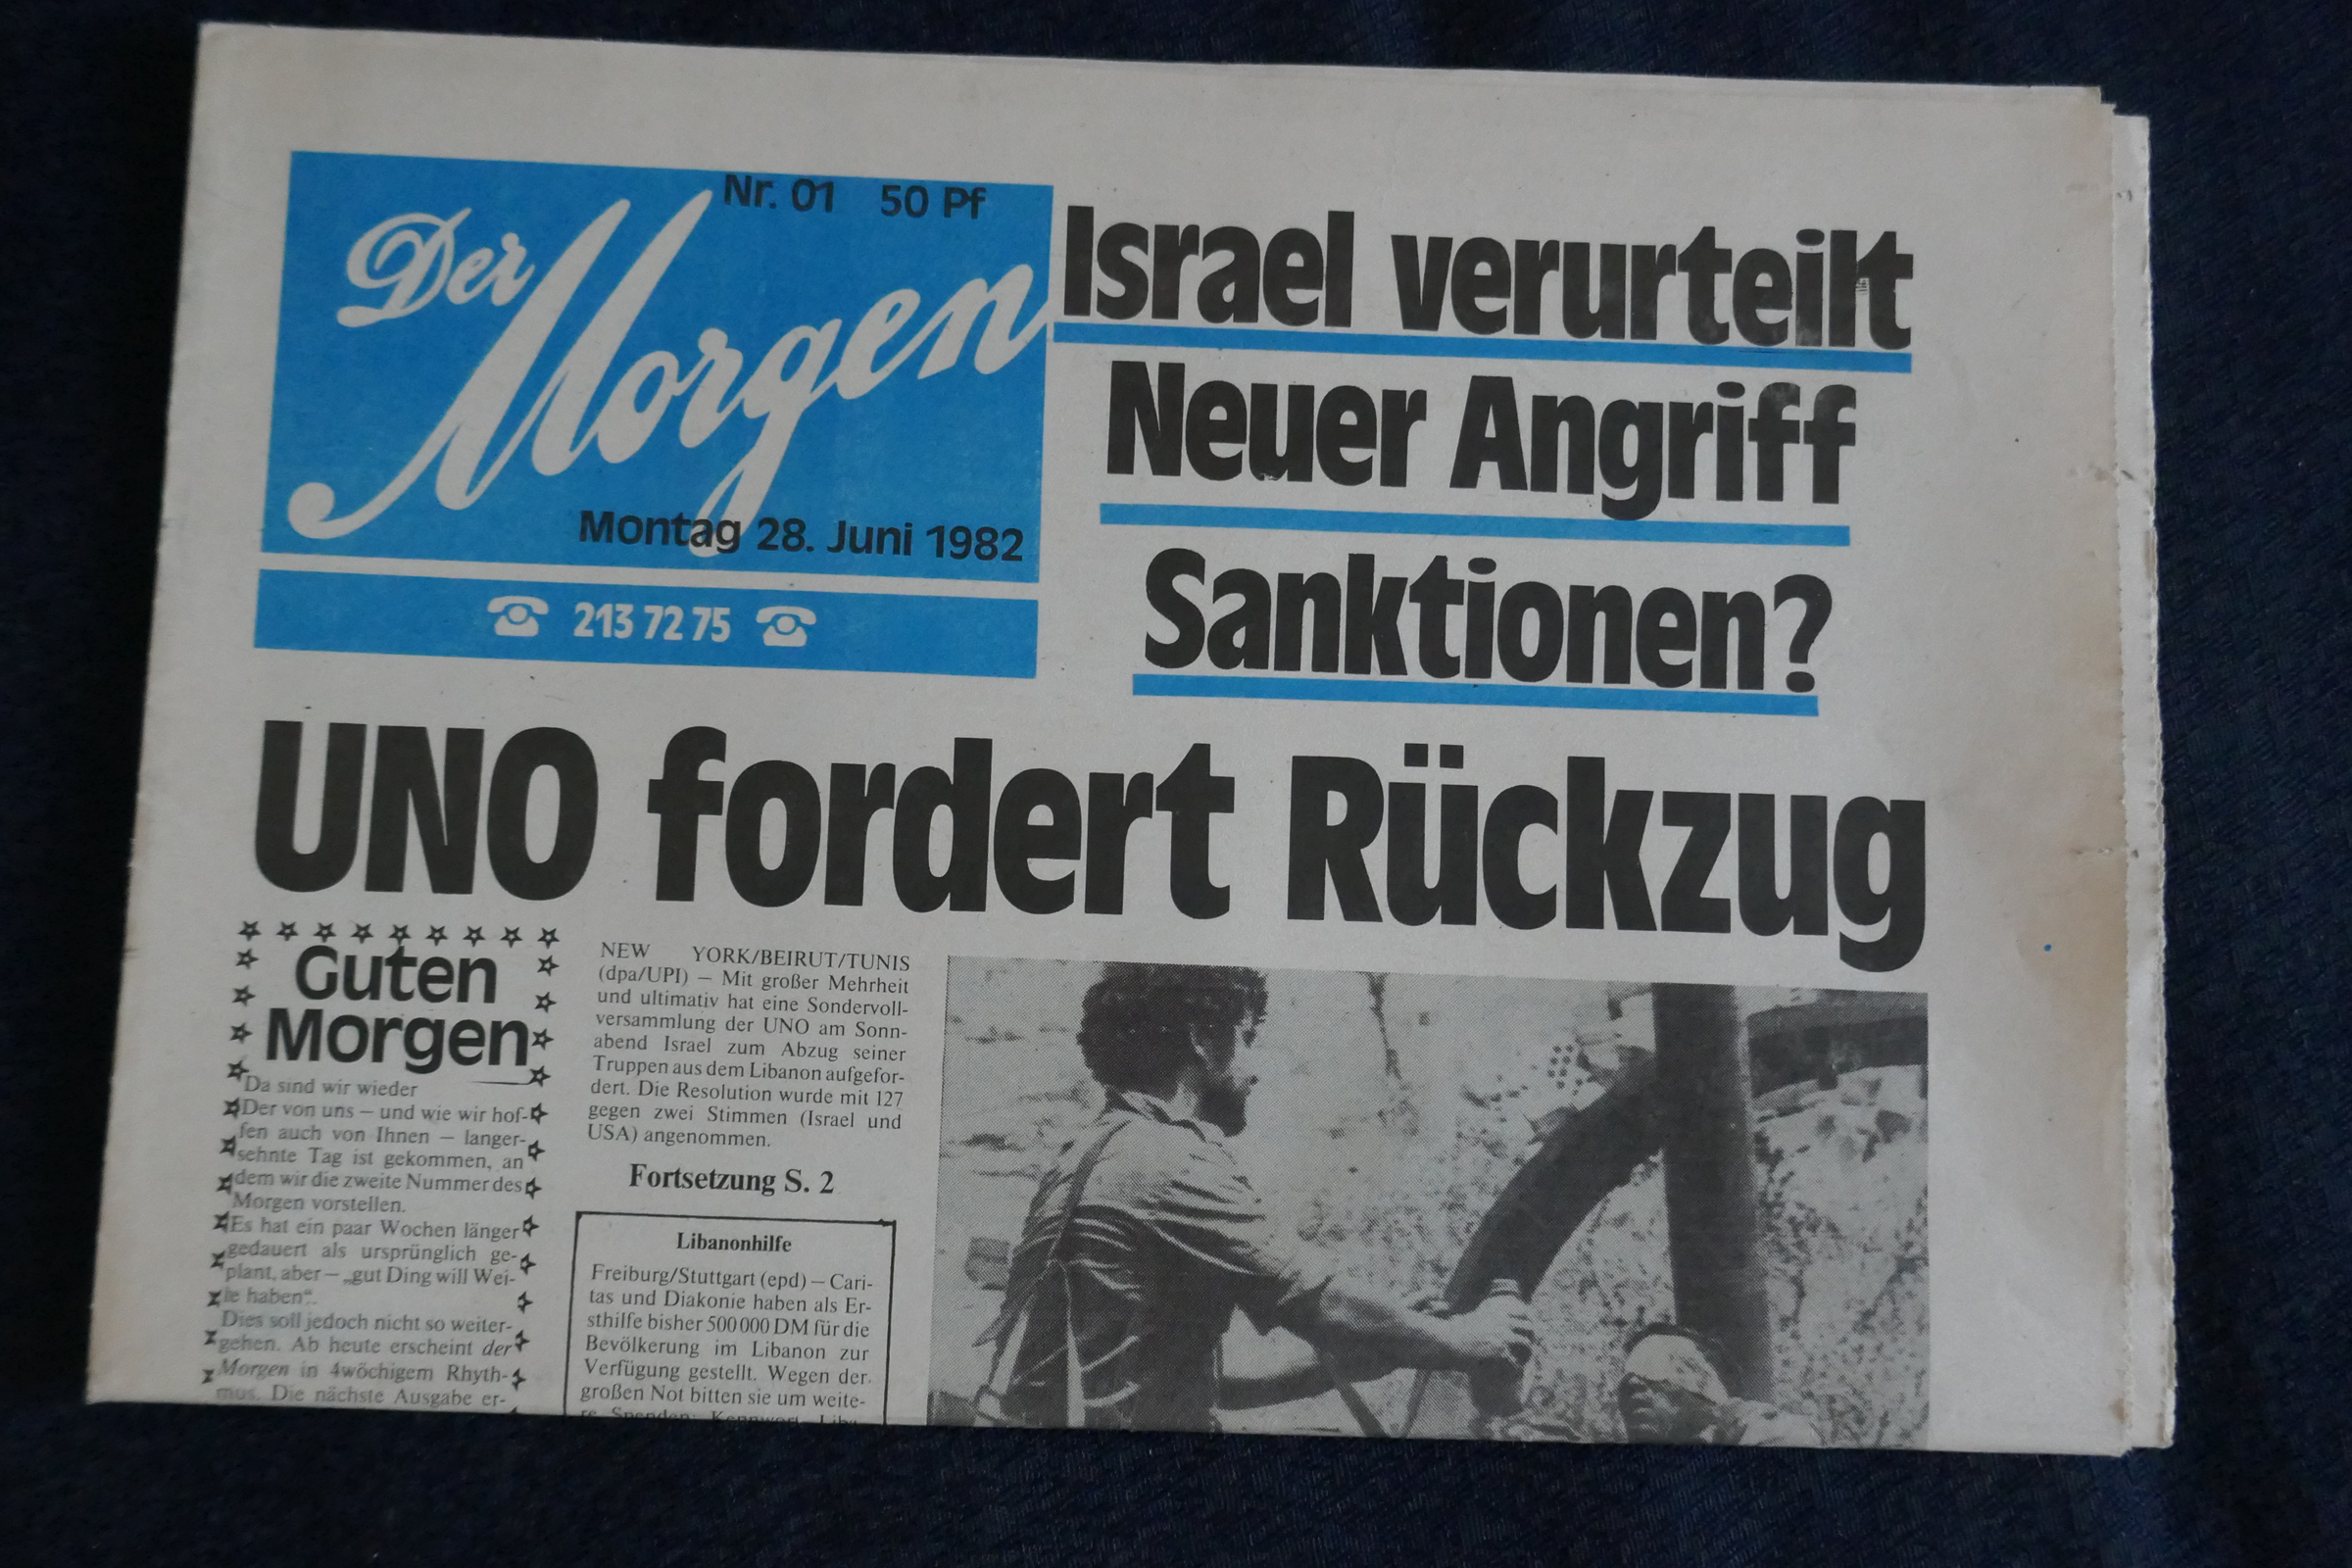 Nr. 01 50 Pf
Der Morgen
Montag 28. Juni 1982
213 72 75
Israel verurteilt
Neuer Angriff
Sanktionen?
UNO fordert Rückzug
Guten
Morgen
Da sind wir wieder
Der von uns – und wie wir hof-
fen auch von Ihnen – langer-
sehnte Tag ist gekommen, an
dem wir die zweite Nummer des
Morgen vorstellen.
Es hat ein paar Wochen länger
gedauert als ursprünglich ge-
plant, aber – „gut Ding will Wei-
le haben“.
Dies soll jedoch nicht so weiter-
gehen. Ab heute erscheint der
Morgen in 4wöchigem Rhyth-
mus. Die nächste Ausgabe er-
NEW YORK/BEIRUT/TUNIS
(dpa/UPI) – Mit großer Mehrheit
und ultimativ hat eine Sondervoll-
versammlung der UNO am Sonn-
abend Israel zum Abzug seiner
Truppen aus dem Libanon aufgefor-
dert. Die Resolution wurde mit 127
gegen zwei Stimmen (Israel und
USA) angenommen.
Fortsetzung S. 2
Libanonhilfe
Freiburg/Stuttgart (epd) – Cari-
tas und Diakonie haben als Er-
sthilfe bisher 500 000 DM für die
Bevölkerung im Libanon zur
Verfügung gestellt. Wegen der
großen Not bitten sie um weite-
re Spenden: Kennwort Liba-